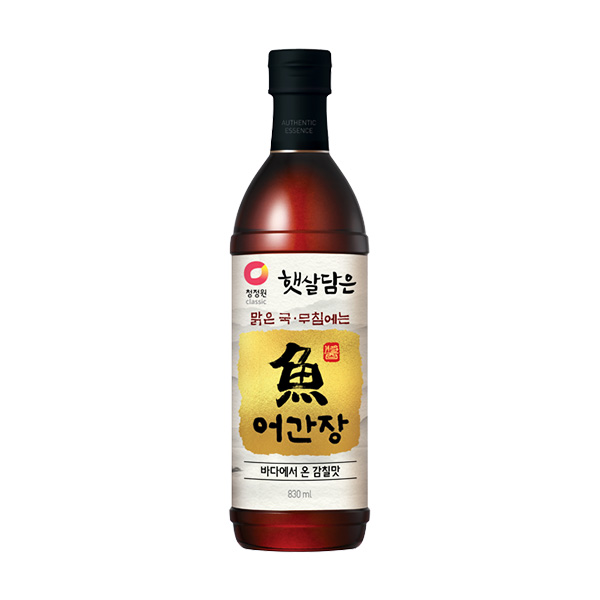 AUTHENTIC
ESSENCE
청정원
classic
햇살담은
맑은 국·무침에는
魚
어간장
바다에서 온 감칠맛
830 ml